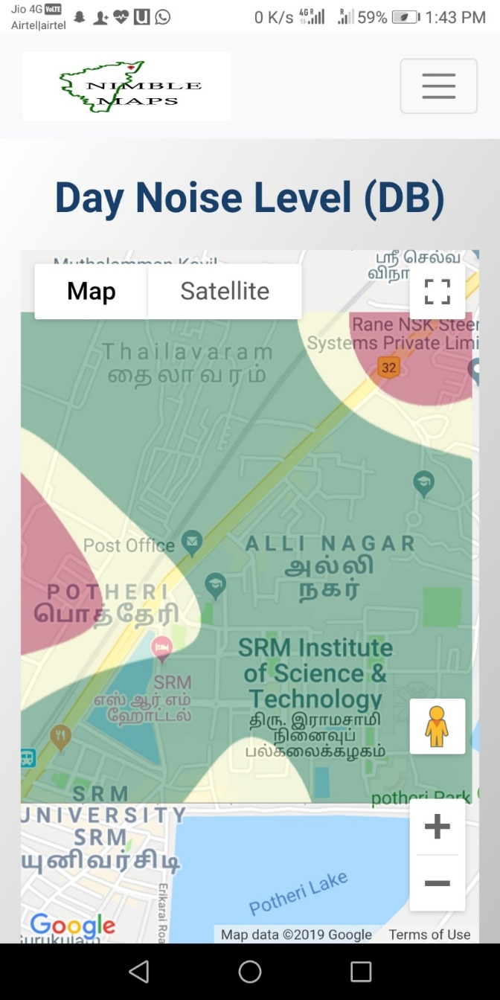 Jio 4G VoLTE
Airtel|airtel
0 K/s 4G R R 59% 1:43 PM
NIMBLE
MAPS
Day Noise Level (DB)
Muthalamman Kovil
ஸ்ரீ செல்வ
விநா
Map
Satellite
Rane NSK Steer
Systems Private Limi
Thailavaram
தைலாவரம்
32
Post Office
ALLI NAGAR
அல்லி
நகர்
POTHERI
பொத்தேரி
SRM Institute
of Science &
Technology
திரு. இராமசாமி
நினைவுப்
பல்கலைக்கழகம்
SRM
எஸ் ஆர் எம்
ஹோட்டல்
potheri Park
SRM
UNIVERSITY
SRM
யுனிவர்சிடி
Potheri Lake
Erikarai Roa
Google
Gurukulam
Map data ©2019 Google
Terms of Use